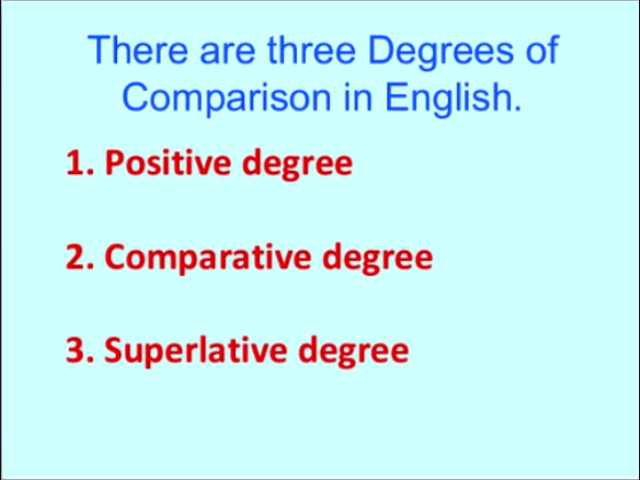 There are three Degrees of
Comparison in English.
1. Positive degree
2. Comparative degree
3. Superlative degree